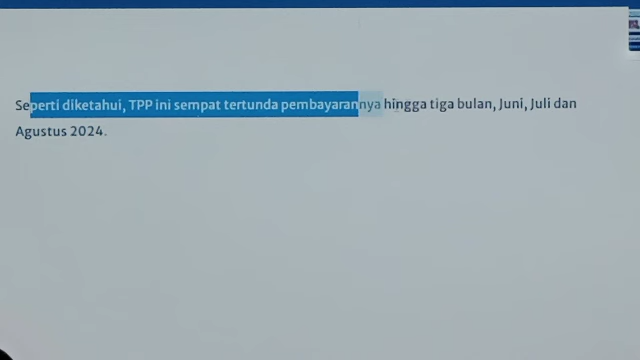 Seperti diketahui, TPP ini sempat tertunda pembayarannya hingga tiga bulan, Juni, Juli dan
Agustus 2024.